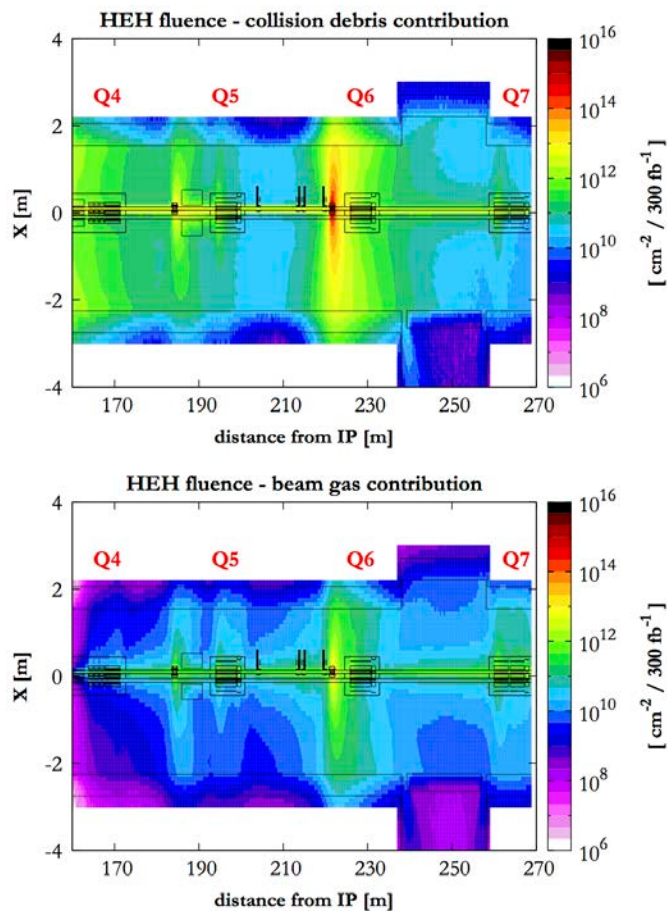 HEH fluence - collision debris contribution
4
2
0
-2
-4
X [m]
Q4 Q5 Q6 Q7
170 190 210 230 250 270
distance from IP [m]
10^16
10^14
10^12
10^10
10^8
10^6
[ cm^-2 / 300 fb^-1 ]
HEH fluence - beam gas contribution
4
2
0
-2
-4
X [m]
Q4 Q5 Q6 Q7
170 190 210 230 250 270
distance from IP [m]
10^16
10^14
10^12
10^10
10^8
10^6
[ cm^-2 / 300 fb^-1 ]